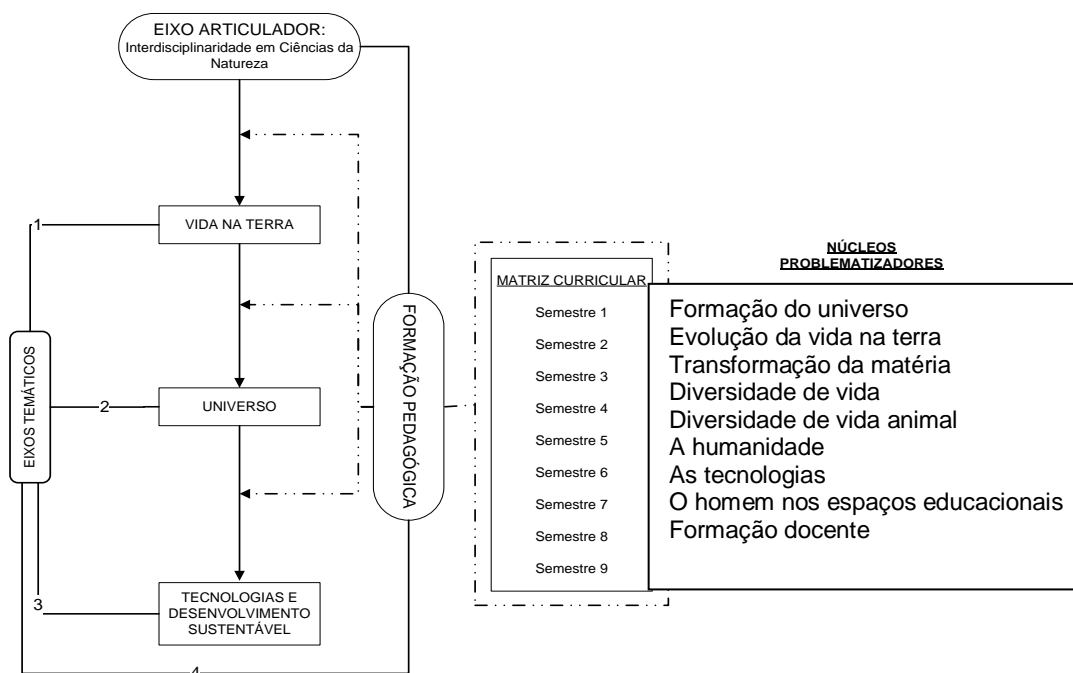 EIXO ARTICULADOR:
Interdisciplinaridade em Ciências da
Natureza
1
VIDA NA TERRA
EIXOS TEMÁTICOS
2
UNIVERSO
3
TECNOLOGIAS E
DESENVOLVIMENTO
SUSTENTÁVEL
4
FORMAÇÃO PEDAGÓGICA
MATRIZ CURRICULAR
Semestre 1
Semestre 2
Semestre 3
Semestre 4
Semestre 5
Semestre 6
Semestre 7
Semestre 8
Semestre 9
NÚCLEOS
PROBLEMATIZADORES
Formação do universo
Evolução da vida na terra
Transformação da matéria
Diversidade de vida
Diversidade de vida animal
A humanidade
As tecnologias
O homem nos espaços educacionais
Formação docente